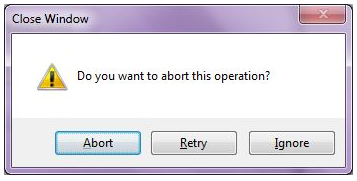 Close Window
Do you want to abort this operation?
Abort Retry Ignore